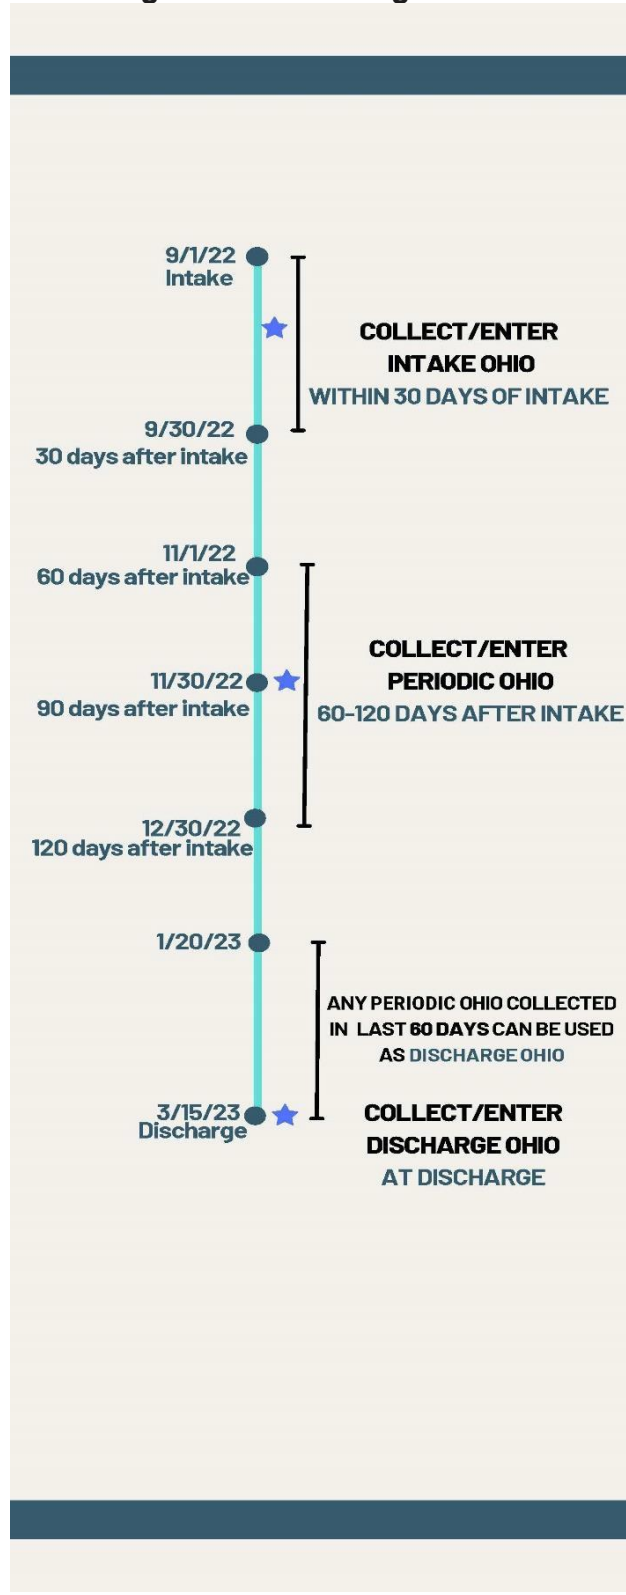 9/1/22
Intake
COLLECT/ENTER
INTAKE OHIO
WITHIN 30 DAYS OF INTAKE
9/30/22
30 days after intake
11/1/22
60 days after intake
COLLECT/ENTER
PERIODIC OHIO
60-120 DAYS AFTER INTAKE
11/30/22
90 days after intake
12/30/22
120 days after intake
1/20/23
ANY PERIODIC OHIO COLLECTED
IN LAST 60 DAYS CAN BE USED
AS DISCHARGE OHIO
3/15/23
Discharge
COLLECT/ENTER
DISCHARGE OHIO
AT DISCHARGE